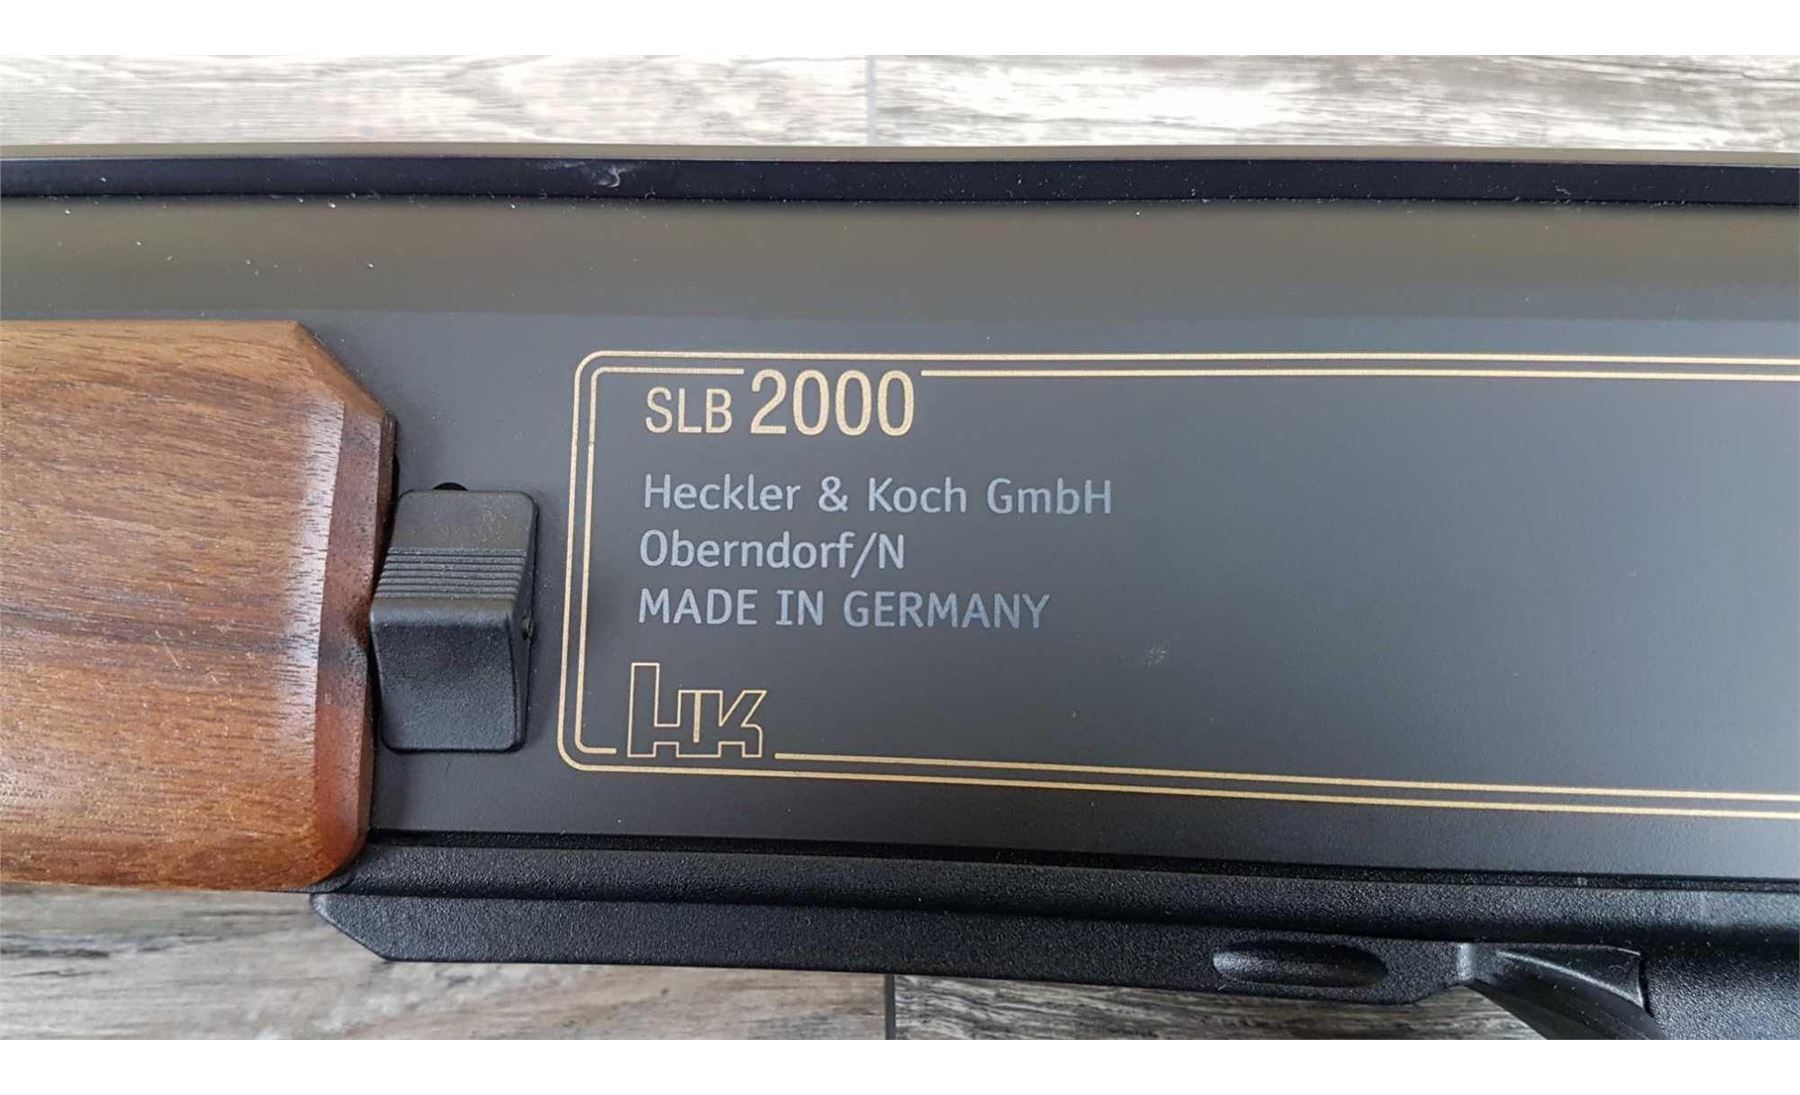 SLB 2000
Heckler & Koch GmbH
Oberndorf/N
MADE IN GERMANY
HK